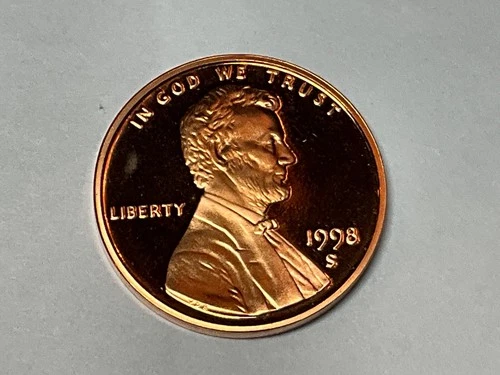 IN GOD WE TRUST
LIBERTY
1998
S